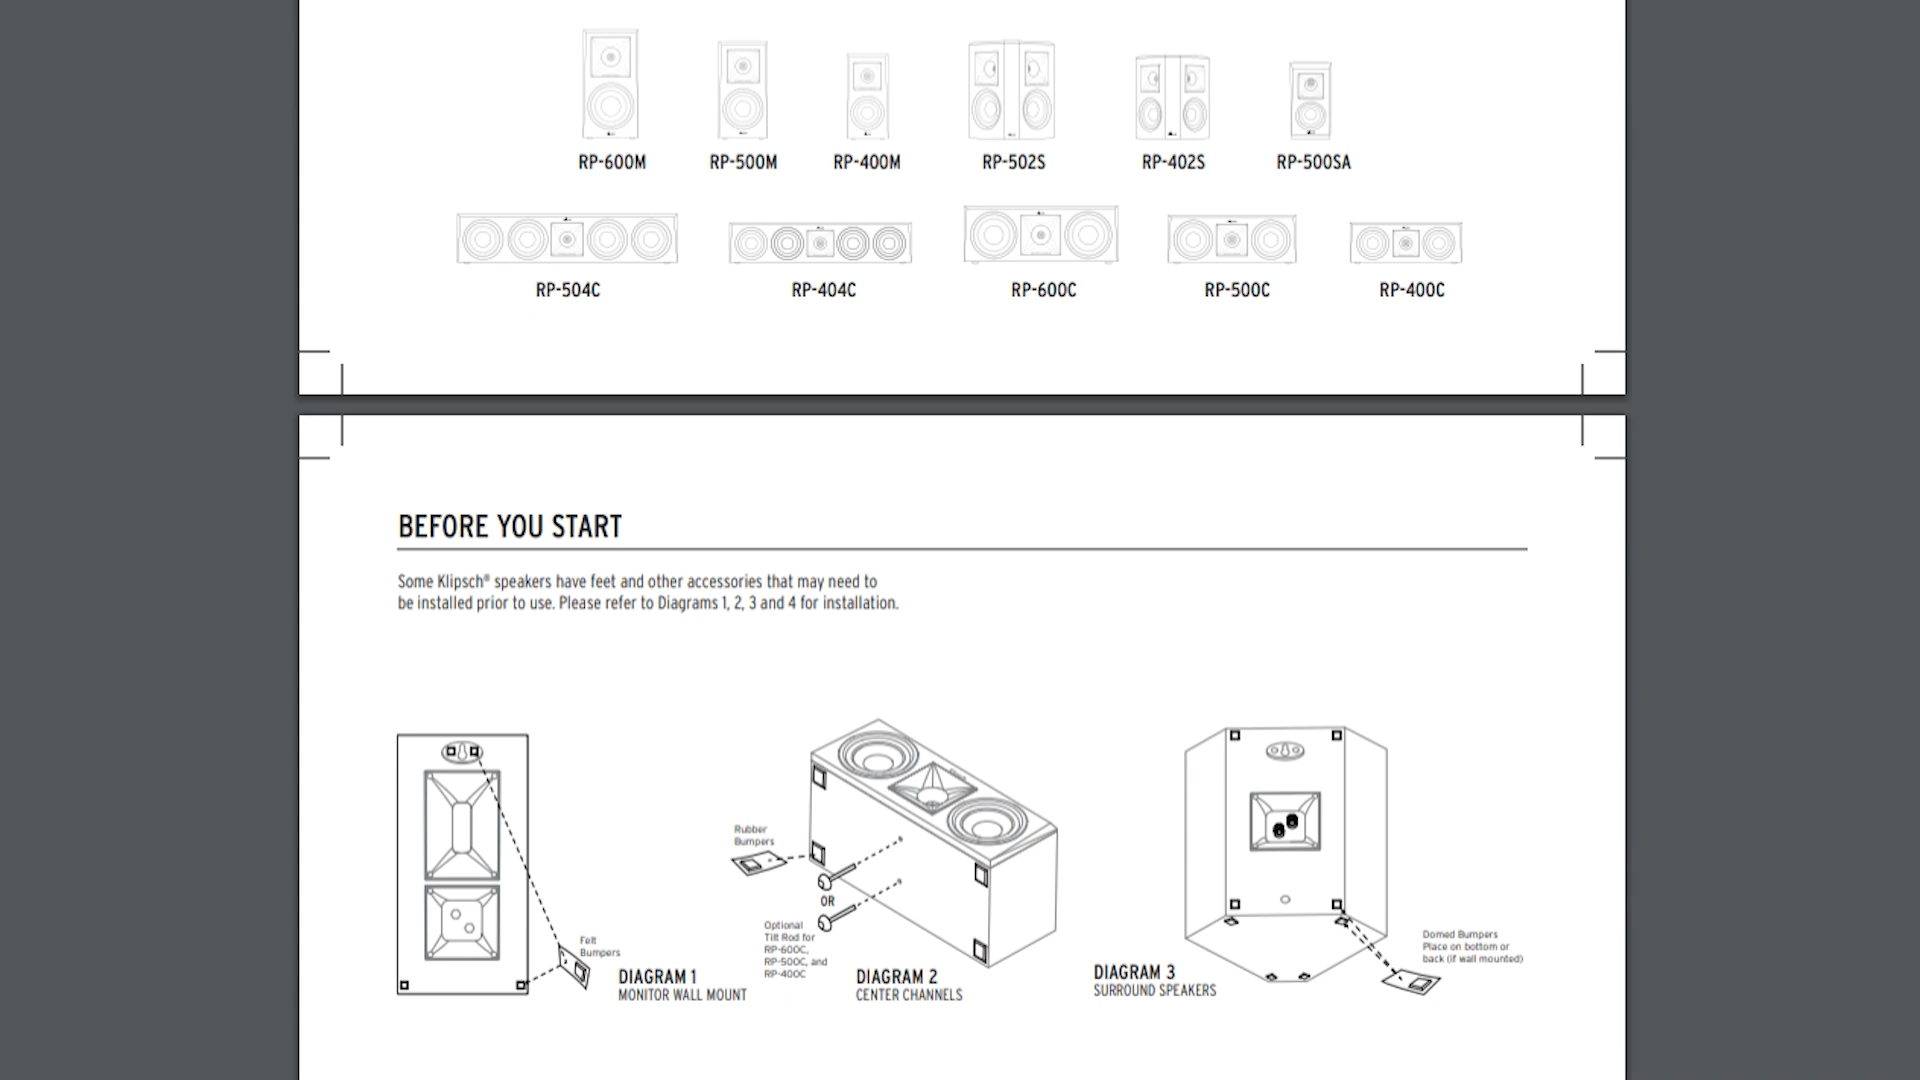 RP-600M RP-500M RP-400M RP-502S RP-402S RP-500SA
RP-504C RP-404C RP-600C RP-500C RP-400C
BEFORE YOU START
Some Klipsch® speakers have feet and other accessories that may need to
be installed prior to use. Please refer to Diagrams 1, 2, 3 and 4 for installation.
Felt
Bumpers
DIAGRAM 1
MONITOR WALL MOUNT
Rubber
Bumpers
OR
Optional
Tilt Rod for
RP-600C,
RP-500C, and
RP-400C
DIAGRAM 2
CENTER CHANNELS
DIAGRAM 3
SURROUND SPEAKERS
Domed Bumpers
Place on bottom or
back (if wall mounted)